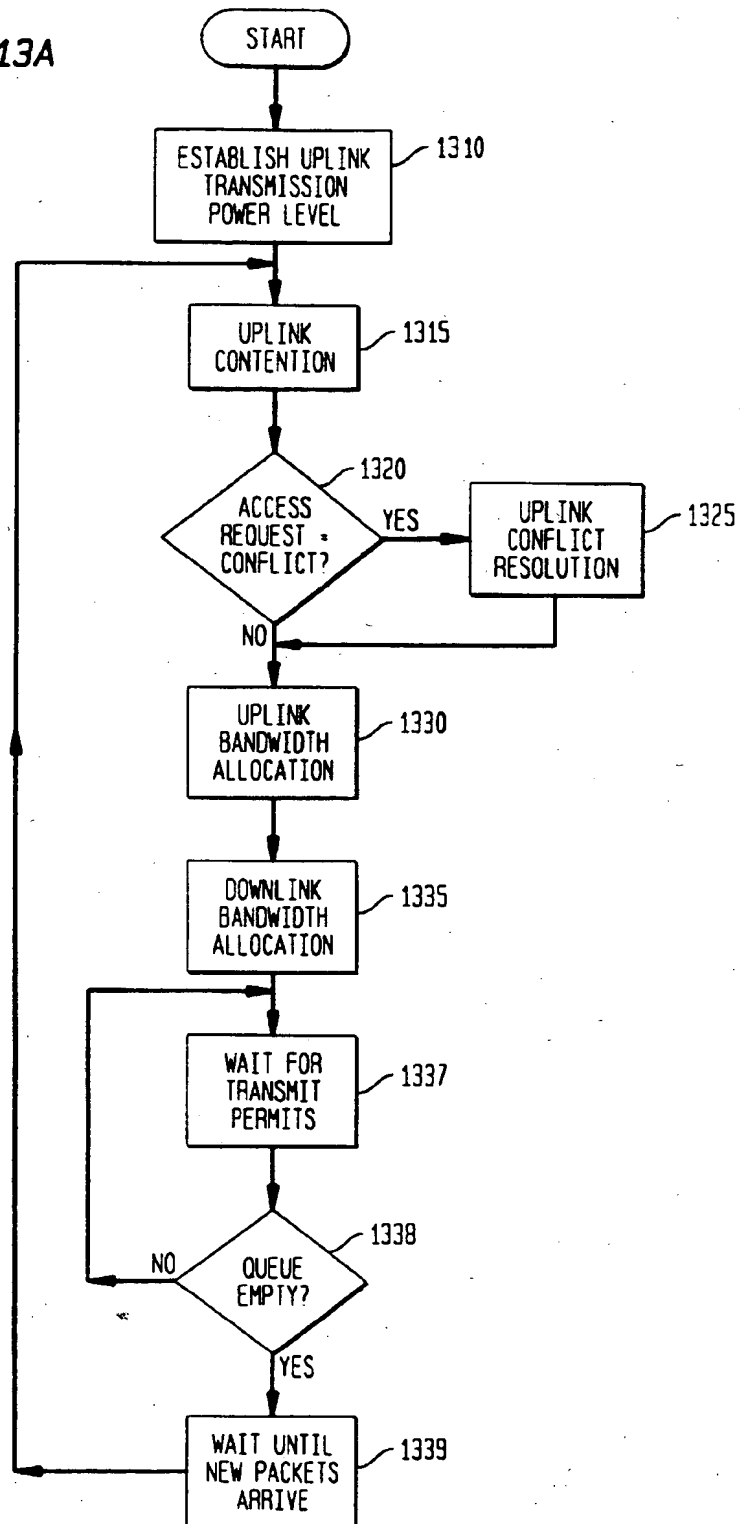 13A
START
ESTABLISH UPLINK
TRANSMISSION
POWER LEVEL
1310
UPLINK
CONTENTION
1315
ACCESS
REQUEST =
CONFLICT?
1320
YES
UPLINK
CONFLICT
RESOLUTION
1325
NO
UPLINK
BANDWIDTH
ALLOCATION
1330
DOWNLINK
BANDWIDTH
ALLOCATION
1335
WAIT FOR
TRANSMIT
PERMITS
1337
QUEUE
EMPTY?
1338
NO
YES
WAIT UNTIL
NEW PACKETS
ARRIVE
1339